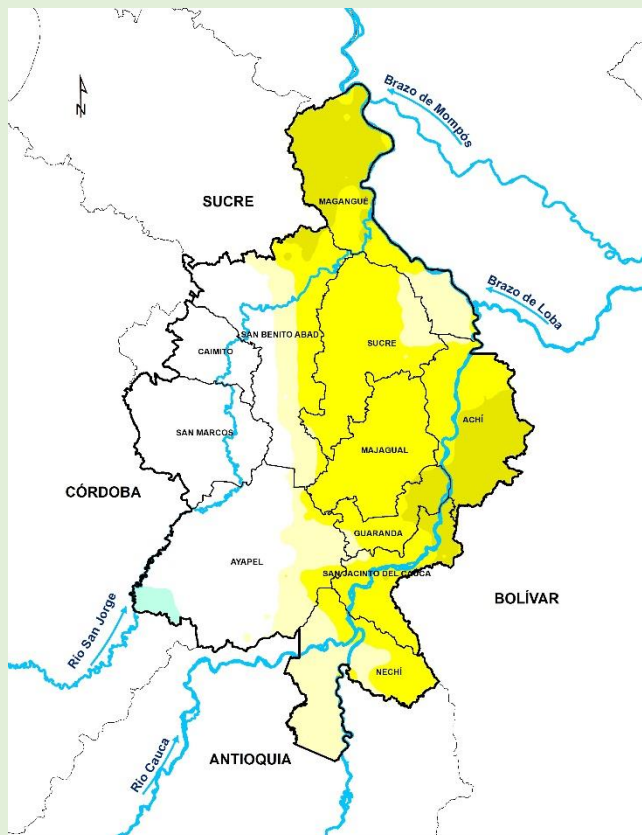 N
Brazo de Mompós
SUCRE
MAGANGUÉ
Brazo de Loba
SAN BENITO ABAD
CAIMITO
SUCRE
SAN MARCOS
ACHÍ
MAJAGUAL
CÓRDOBA
GUARANDA
AYAPEL
SAN JACINTO DEL CAUCA
BOLÍVAR
Río San Jorge
NECHÍ
Río Cauca
ANTIOQUIA